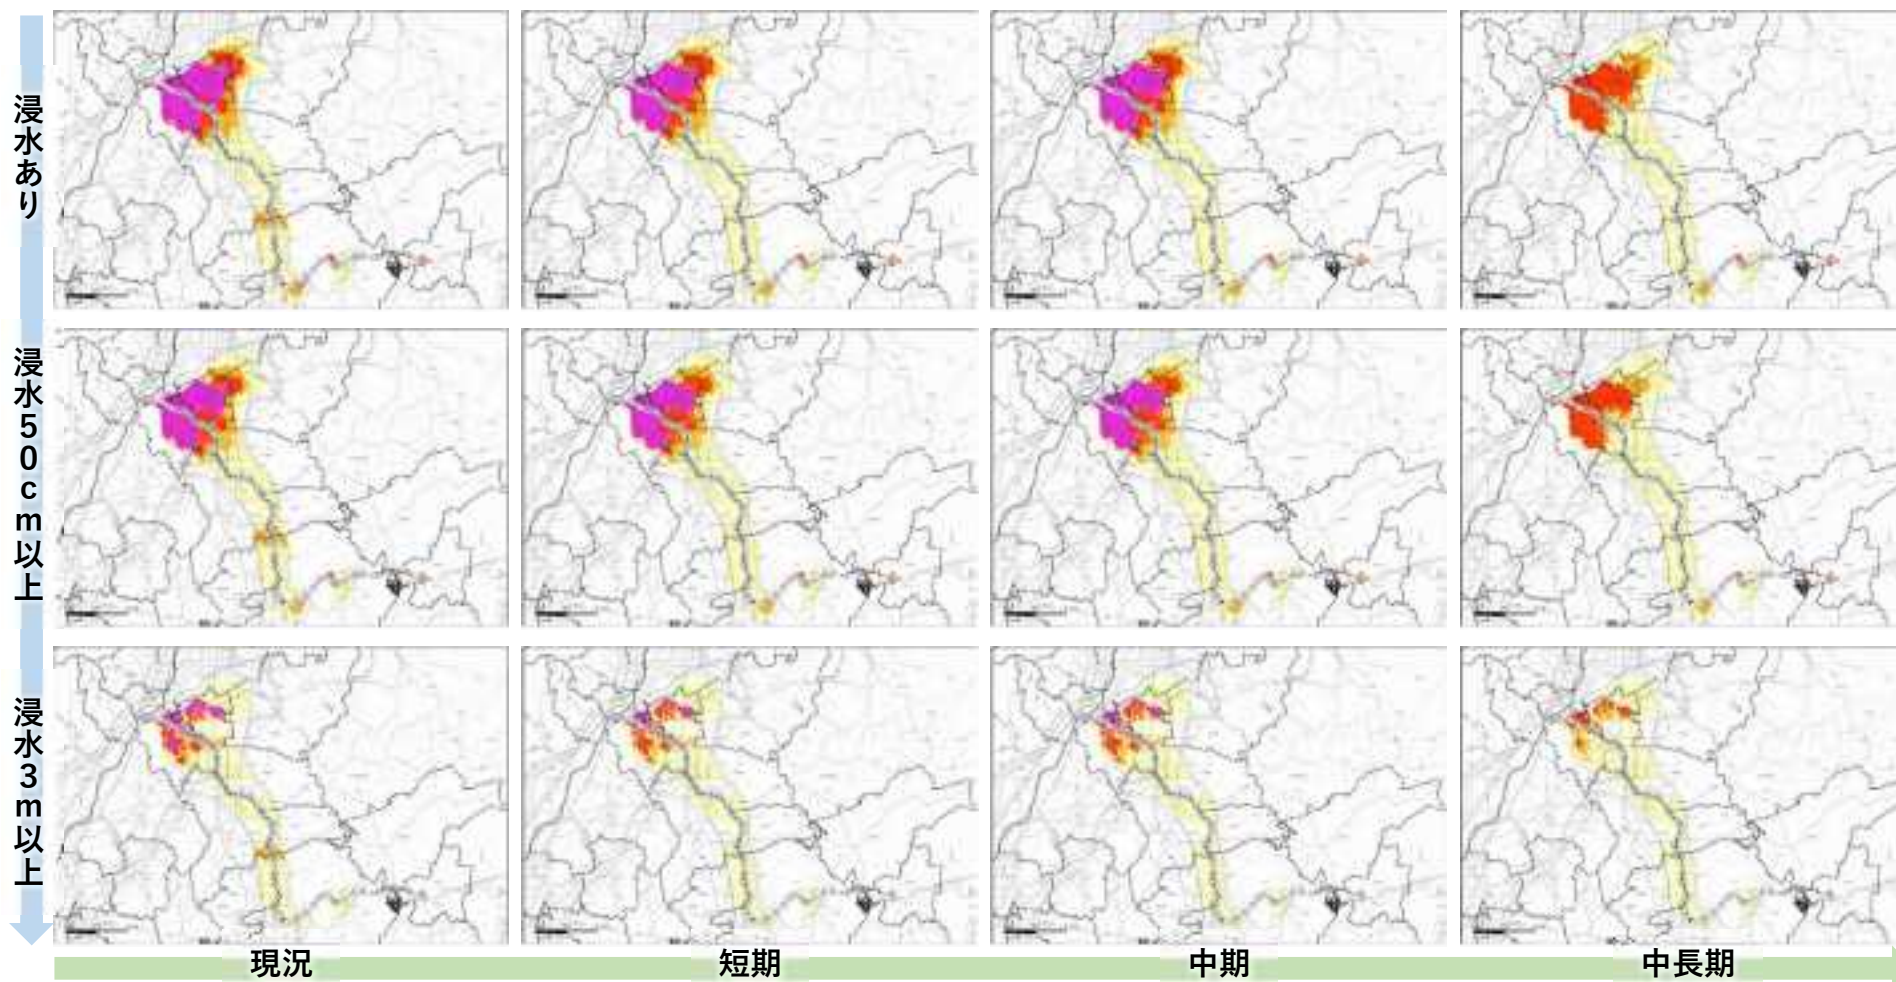 浸水あり
浸水50cm以上
浸水3m以上
現況
短期
中期
中長期